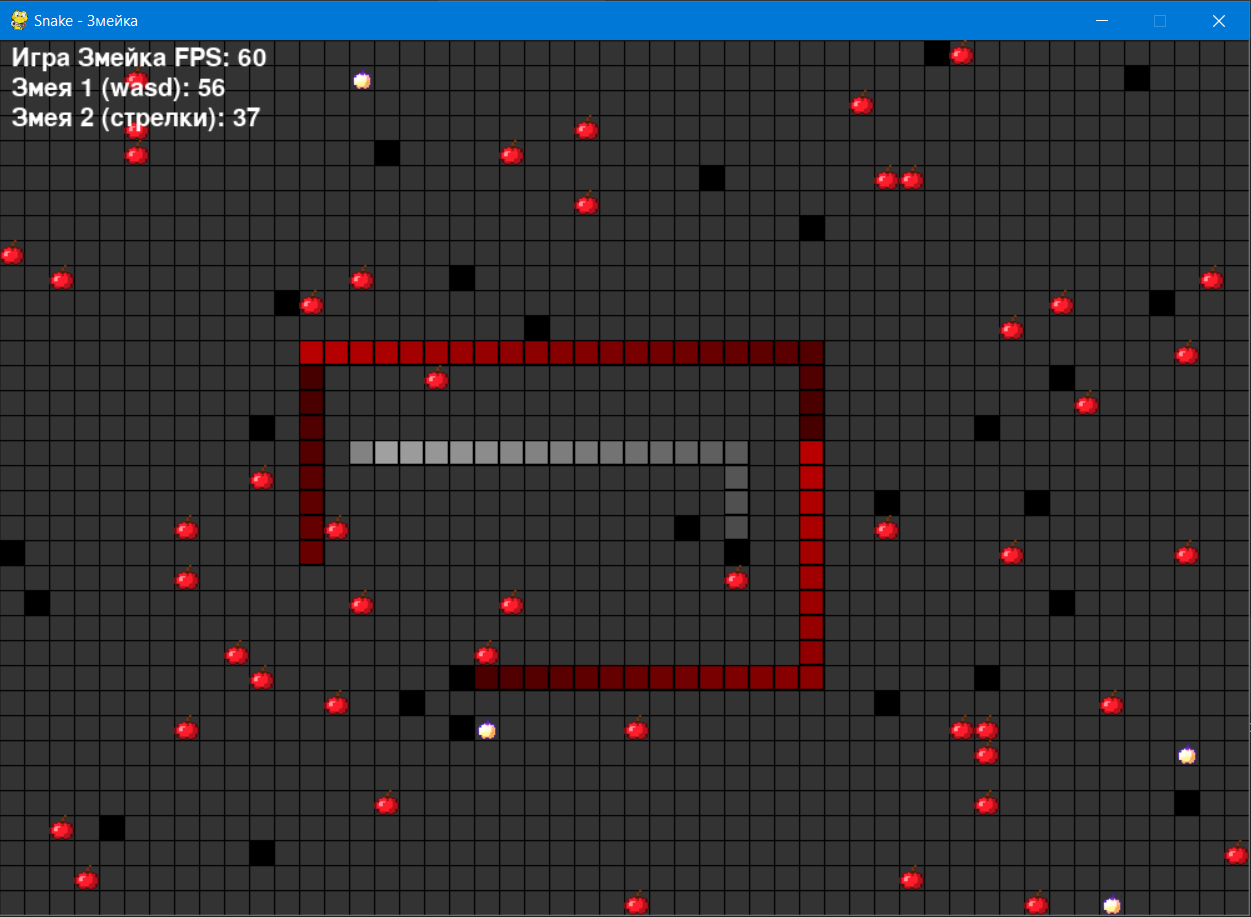 Snake - Змейка
Игра Змейка FPS: 60
Змея 1 (wasd): 56
Змея 2 (стрелки): 37